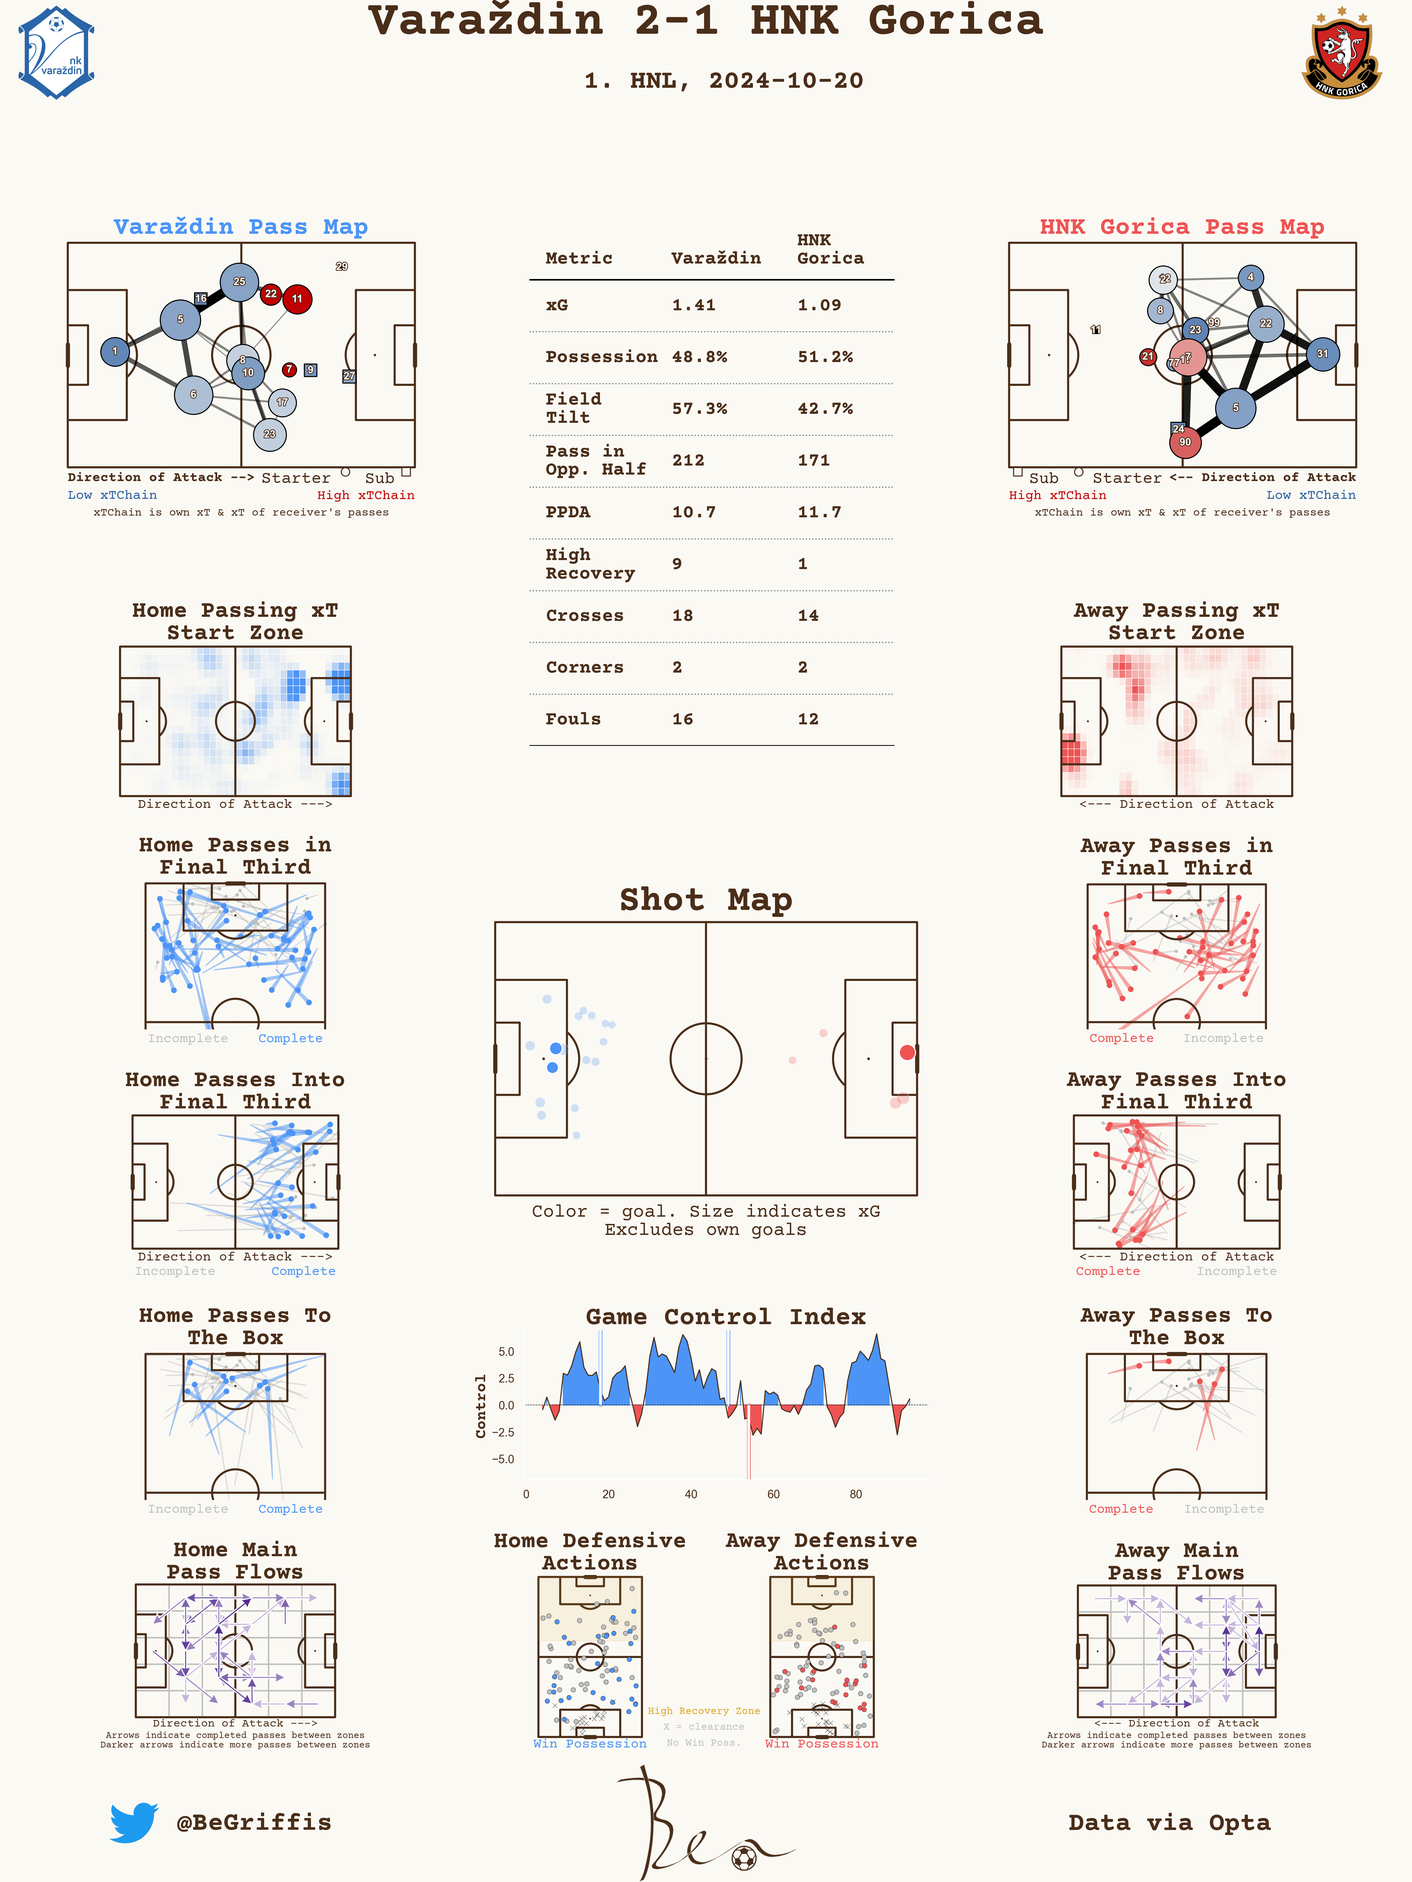 Varaždin 2-1 HNK Gorica
1. HNL, 2024-10-20
nk
varaždin
HNK GORICA
Varaždin Pass Map
29
25
16
22
11
5
1
8
10
7
9
27
6
17
23
Direction of Attack --> Starter Sub
Low xTChain High xTChain
xTChain is own xT & xT of receiver's passes
Metric Varaždin HNK Gorica
xG 1.41 1.09
Possession 48.8% 51.2%
Field Tilt 57.3% 42.7%
Pass in Opp. Half 212 171
PPDA 10.7 11.7
High Recovery 9 1
Crosses 18 14
Corners 2 2
Fouls 16 12
HNK Gorica Pass Map
4
8
23
99
22
11
21
77
31
5
24
90
Sub Starter <-- Direction of Attack
High xTChain Low xTChain
xTChain is own xT & xT of receiver's passes
Home Passing xT
Start Zone
Direction of Attack --->
Away Passing xT
Start Zone
<--- Direction of Attack
Home Passes in
Final Third
Incomplete Complete
Away Passes in
Final Third
Complete Incomplete
Shot Map
Color = goal. Size indicates xG
Excludes own goals
Home Passes Into
Final Third
Direction of Attack --->
Incomplete Complete
Away Passes Into
Final Third
<--- Direction of Attack
Complete Incomplete
Home Passes To
The Box
Incomplete Complete
Game Control Index
Control
5.0
2.5
0.0
−2.5
−5.0
0 20 40 60 80
Away Passes To
The Box
Complete Incomplete
Home Main
Pass Flows
Direction of Attack --->
Arrows indicate completed passes between zones
Darker arrows indicate more passes between zones
Home Defensive
Actions
Win Possession
High Recovery Zone
X = clearance
No Win Poss.
Away Defensive
Actions
Win Possession
Away Main
Pass Flows
<--- Direction of Attack
Arrows indicate completed passes between zones
Darker arrows indicate more passes between zones
@BeGriffis
Ben
Data via Opta